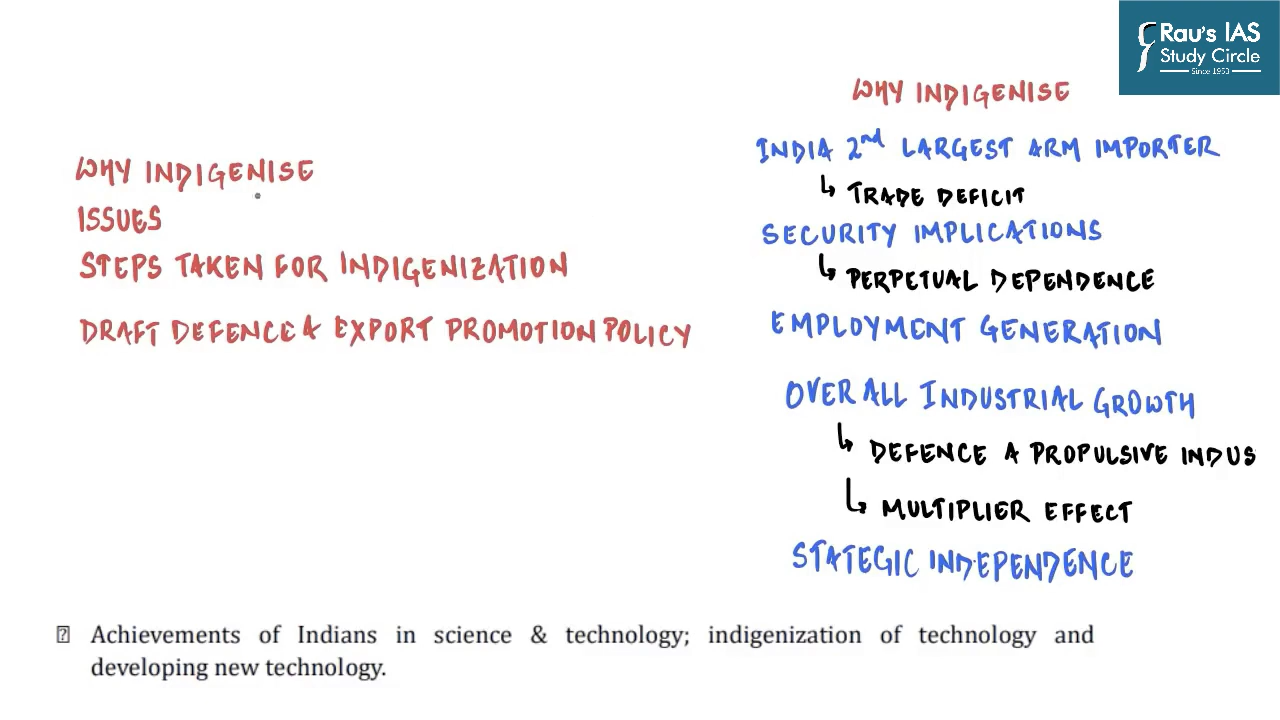 Rau's IAS
Study Circle
Since 1953
WHY INDIGENISE
ISSUES
STEPS TAKEN FOR INDIGENIZATION
DRAFT DEFENCE & EXPORT PROMOTION POLICY
WHY INDIGENISE
INDIA 2nd LARGEST ARM IMPORTER
↳ TRADE DEFICIT
SECURITY IMPLICATIONS
↳ PERPETUAL DEPENDENCE
EMPLOYMENT GENERATION
OVERALL INDUSTRIAL GROWTH
↳ DEFENCE A PROPULSIVE INDUS
↳ MULTIPLIER EFFECT
STATEGIC INDEPENDENCE
Achievements of Indians in science & technology; indigenization of technology and
developing new technology.